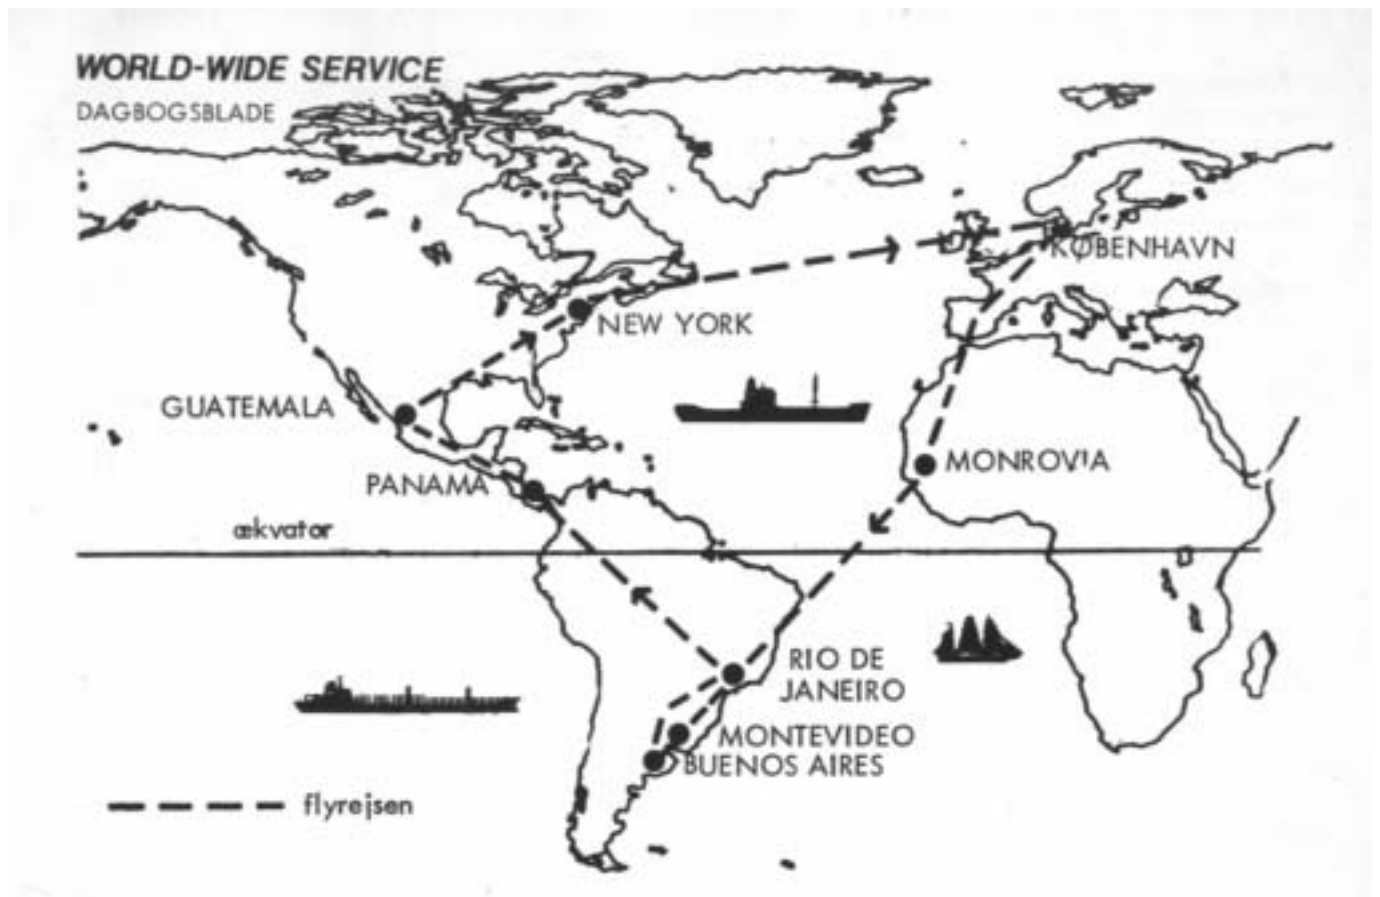 WORLD-WIDE SERVICE
DAGBOGSBLADE
KØBENHAVN
NEW YORK
GUATEMALA
MONROVIA
PANAMA
ækvator
RIO DE
JANEIRO
MONTEVIDEO
BUENOS AIRES
flyrejsen